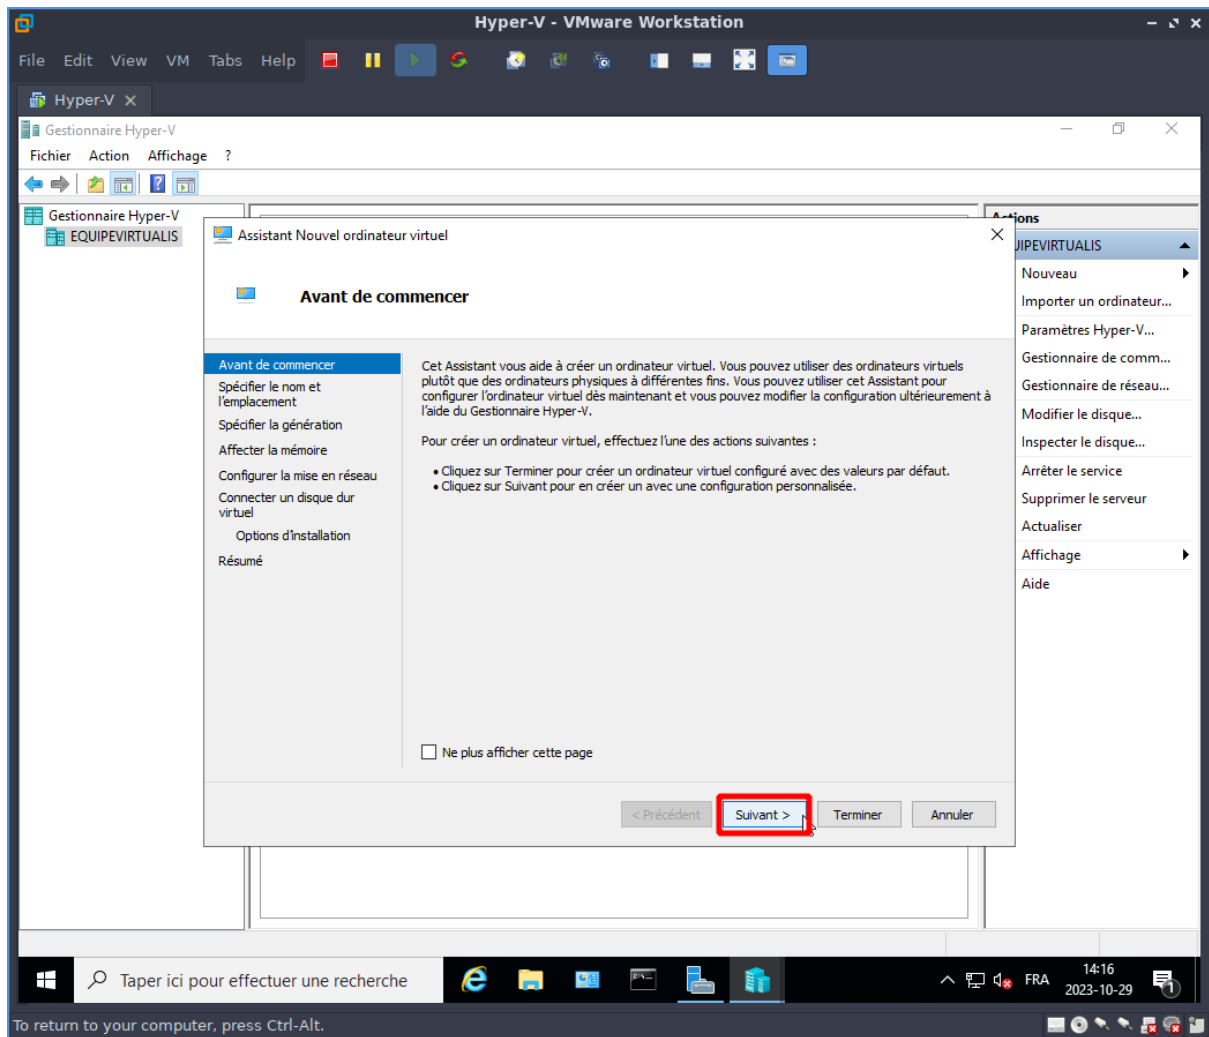 Hyper-V - VMware Workstation
File Edit View VM Tabs Help
Hyper-V
Gestionnaire Hyper-V
Fichier Action Affichage ?
Gestionnaire Hyper-V
EQUIPEVIRTUALIS
Assistant Nouvel ordinateur virtuel
Avant de commencer
Avant de commencer
Spécifier le nom et
l'emplacement
Spécifier la génération
Affecter la mémoire
Configurer la mise en réseau
Connecter un disque dur
virtuel
Options d'installation
Résumé
Cet Assistant vous aide à créer un ordinateur virtuel. Vous pouvez utiliser des ordinateurs virtuels
plutôt que des ordinateurs physiques à différentes fins. Vous pouvez utiliser cet Assistant pour
configurer l'ordinateur virtuel dès maintenant et vous pouvez modifier la configuration ultérieurement à
l'aide du Gestionnaire Hyper-V.
Pour créer un ordinateur virtuel, effectuez l'une des actions suivantes :
• Cliquez sur Terminer pour créer un ordinateur virtuel configuré avec des valeurs par défaut.
• Cliquez sur Suivant pour en créer un avec une configuration personnalisée.
Ne plus afficher cette page
< Précédent Suivant > Terminer Annuler
Actions
UIPEVIRTUALIS
Nouveau
Importer un ordinateur...
Paramètres Hyper-V...
Gestionnaire de comm...
Gestionnaire de réseau...
Modifier le disque...
Inspecter le disque...
Arrêter le service
Supprimer le serveur
Actualiser
Affichage
Aide
Taper ici pour effectuer une recherche
FRA
14:16
2023-10-29
1
To return to your computer, press Ctrl-Alt.